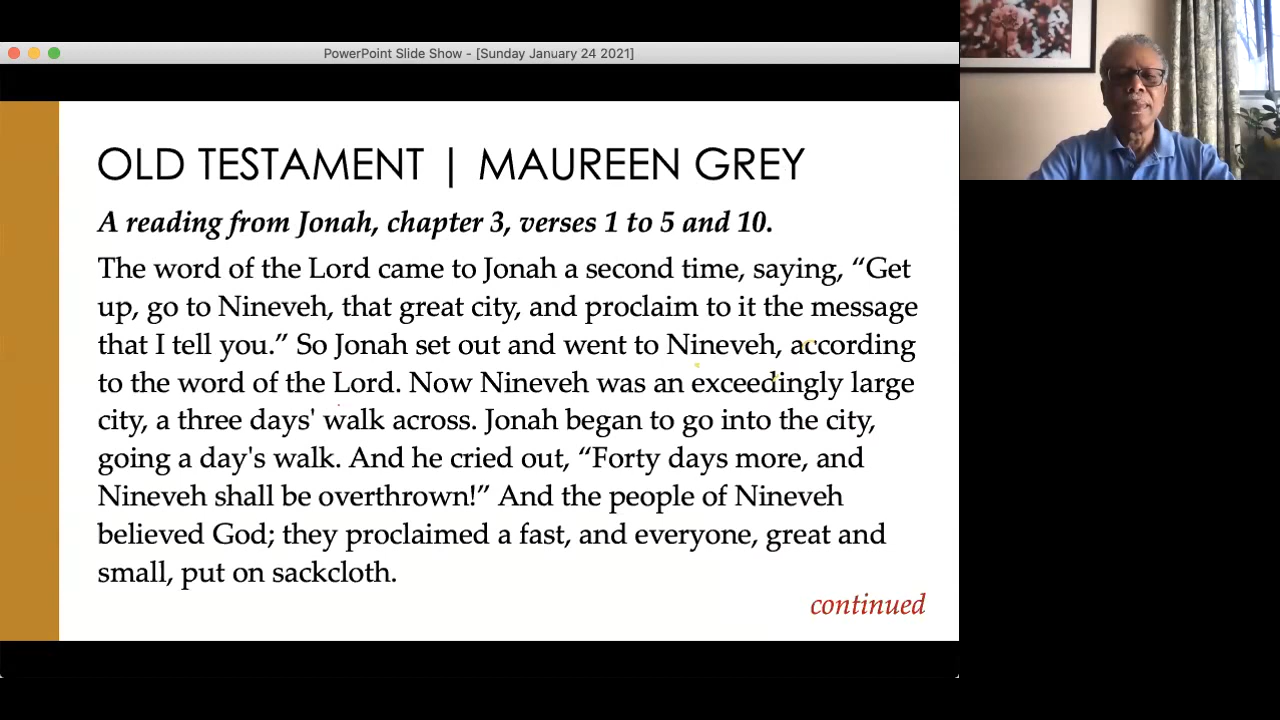 PowerPoint Slide Show - [Sunday January 24 2021]
OLD TESTAMENT | MAUREEN GREY
A reading from Jonah, chapter 3, verses 1 to 5 and 10.
The word of the Lord came to Jonah a second time, saying, “Get
up, go to Nineveh, that great city, and proclaim to it the message
that I tell you.” So Jonah set out and went to Nineveh, according
to the word of the Lord. Now Nineveh was an exceedingly large
city, a three days' walk across. Jonah began to go into the city,
going a day's walk. And he cried out, “Forty days more, and
Nineveh shall be overthrown!” And the people of Nineveh
believed God; they proclaimed a fast, and everyone, great and
small, put on sackcloth.
continued